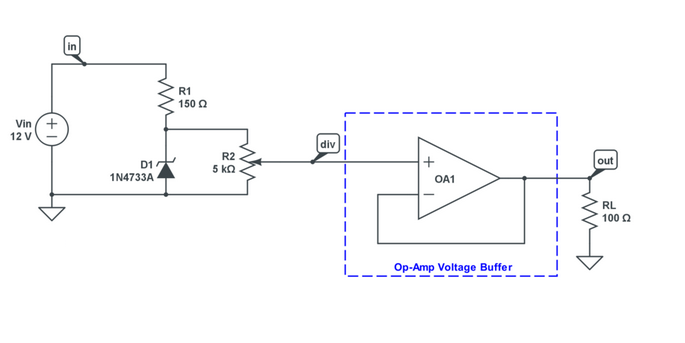 in
R1
150 Ω
Vin
12 V
+
−
D1
1N4733A
R2
5 kΩ
div
+
−
OA1
out
RL
100 Ω
Op-Amp Voltage Buffer